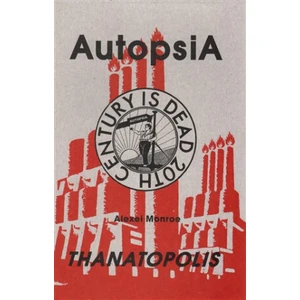 AutopsiA
20TH CENTURY IS DEAD
Alexei Monroe
THANATOPOLIS